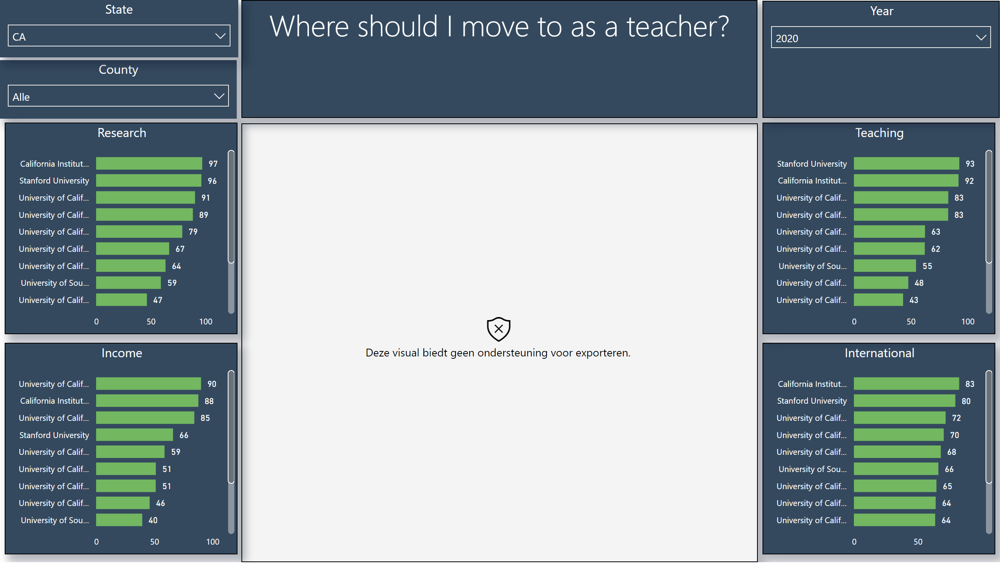 State
CA
County
Alle
Where should I move to as a teacher?
Year
2020
Research
California Institut... 97
Stanford University 96
University of Calif... 91
University of Calif... 89
University of Calif... 79
University of Calif... 67
University of Calif... 64
University of Sou... 59
University of Calif... 47
0 50 100
Income
University of Calif... 90
California Institut... 88
University of Calif... 85
Stanford University 66
University of Calif... 59
University of Calif... 51
University of Calif... 51
University of Calif... 46
University of Sou... 40
0 50 100
Deze visual biedt geen ondersteuning voor exporteren.
Teaching
Stanford University 93
California Institut... 92
University of Calif... 83
University of Calif... 83
University of Calif... 63
University of Calif... 62
University of Sou... 55
University of Calif... 48
University of Calif... 43
0 50 100
International
California Institut... 83
Stanford University 80
University of Calif... 72
University of Calif... 70
University of Calif... 68
University of Sou... 66
University of Calif... 65
University of Calif... 64
University of Calif... 64
0 50